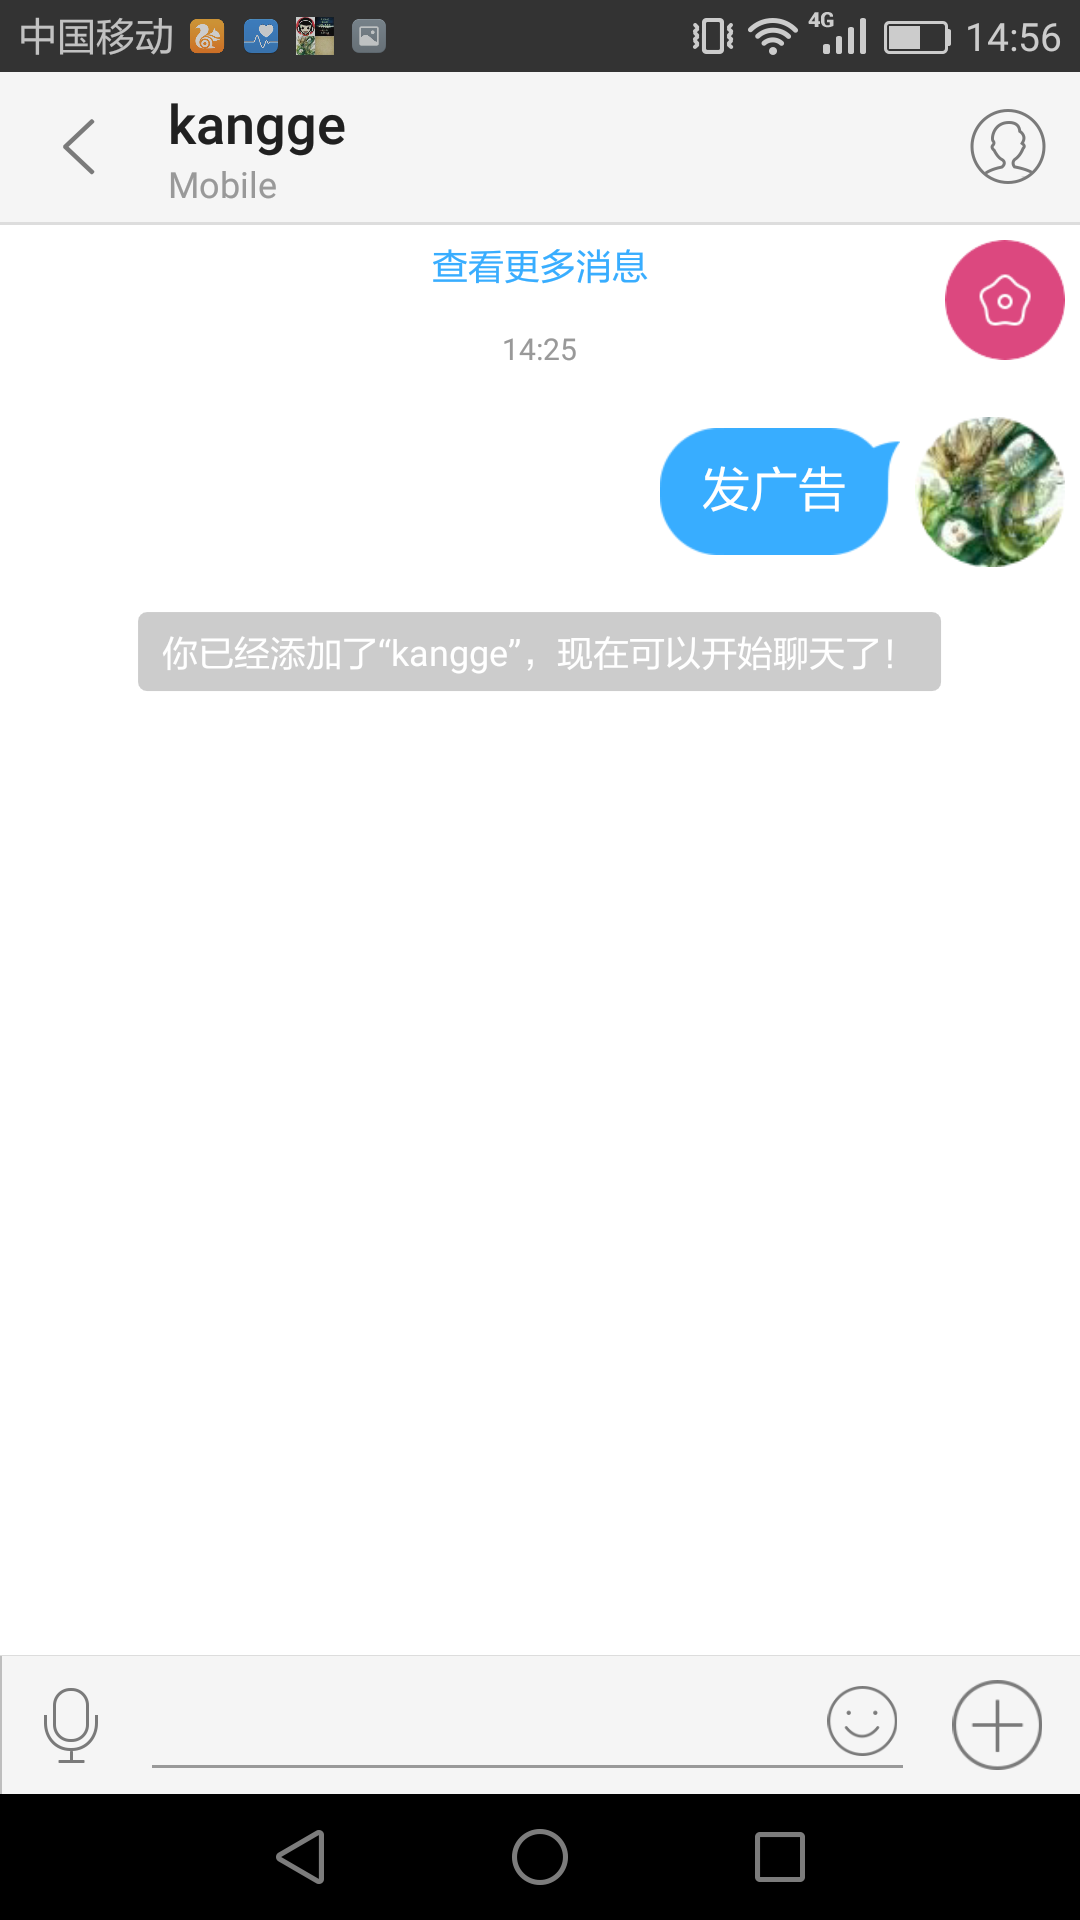 中国移动 4G 14:56
kangge
Mobile
查看更多消息
14:25
发广告
你已经添加了“kangge”，现在可以开始聊天了！